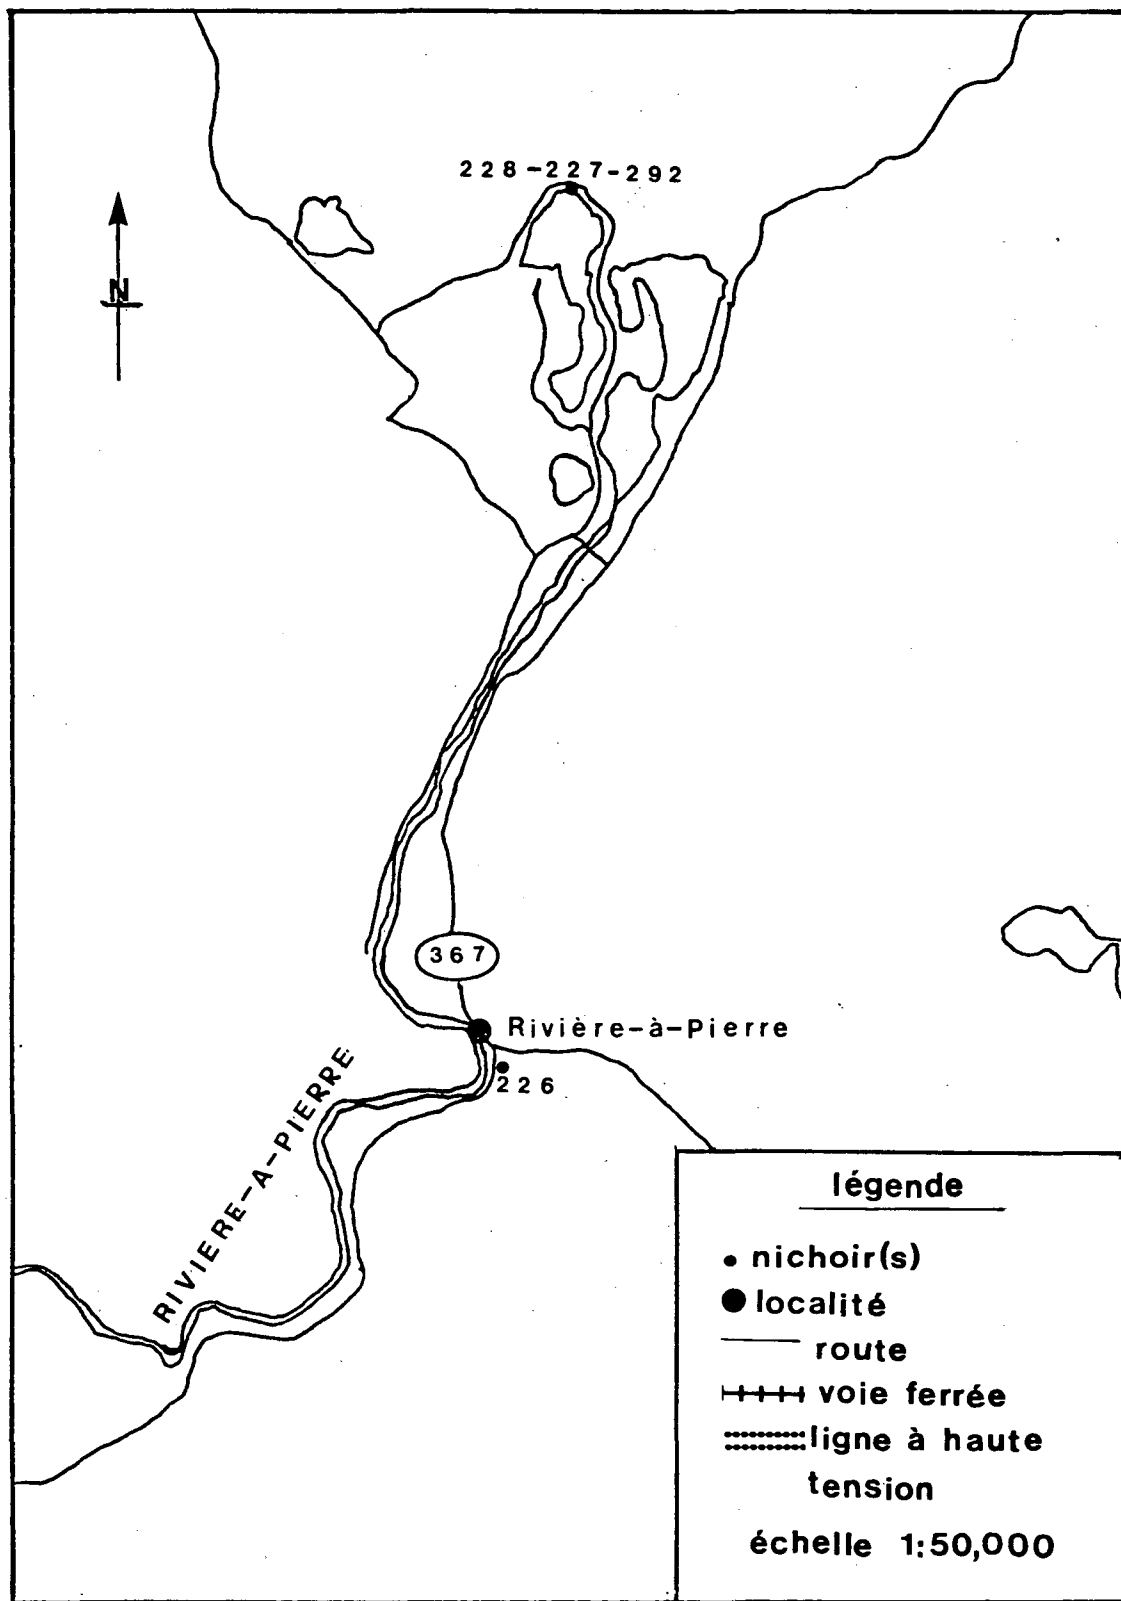 228-227-292
N
367
Rivière-à-Pierre
226
RIVIERE-A-PIERRE
légende
nichoir(s)
localité
route
voie ferrée
ligne à haute
tension
échelle 1:50,000